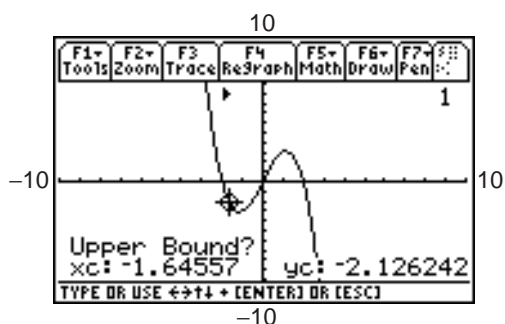 10
F1▾ F2▾ F3 F4 F5▾ F6▾ F7▾
Tools Zoom Trace ReGraph Math Draw Pen
1
−10 10
Upper Bound?
xc: -1.64557 yc: -2.126242
TYPE OR USE ←→↑↓ + [ENTER] OR [ESC]
−10